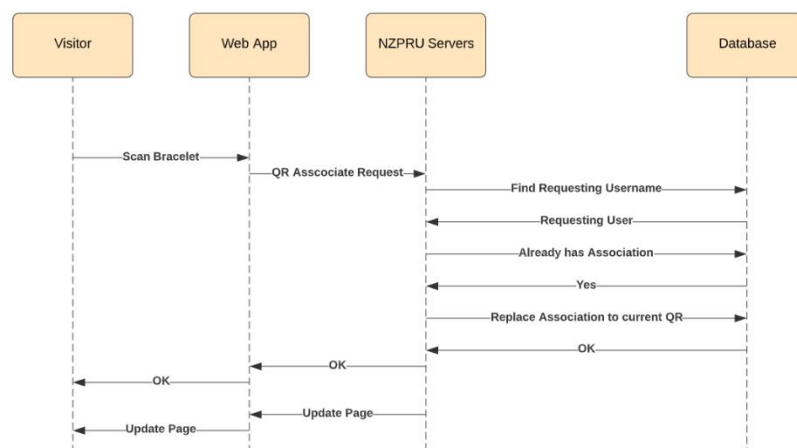 Visitor
Web App
NZPRU Servers
Database
Scan Bracelet
QR Asscociate Request
Find Requesting Username
Requesting User
Already has Association
Yes
Replace Association to current QR
OK
OK
OK
Update Page
Update Page